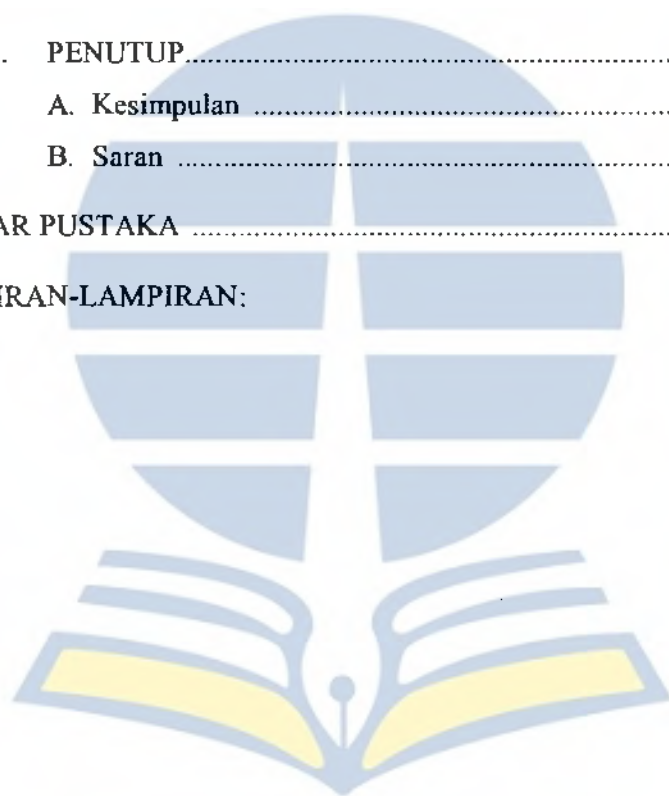 . PENUTUP..........................................................
A. Kesimpulan ..................................................
B. Saran ............................................................
AR PUSTAKA ..........................................................
IRAN-LAMPIRAN: